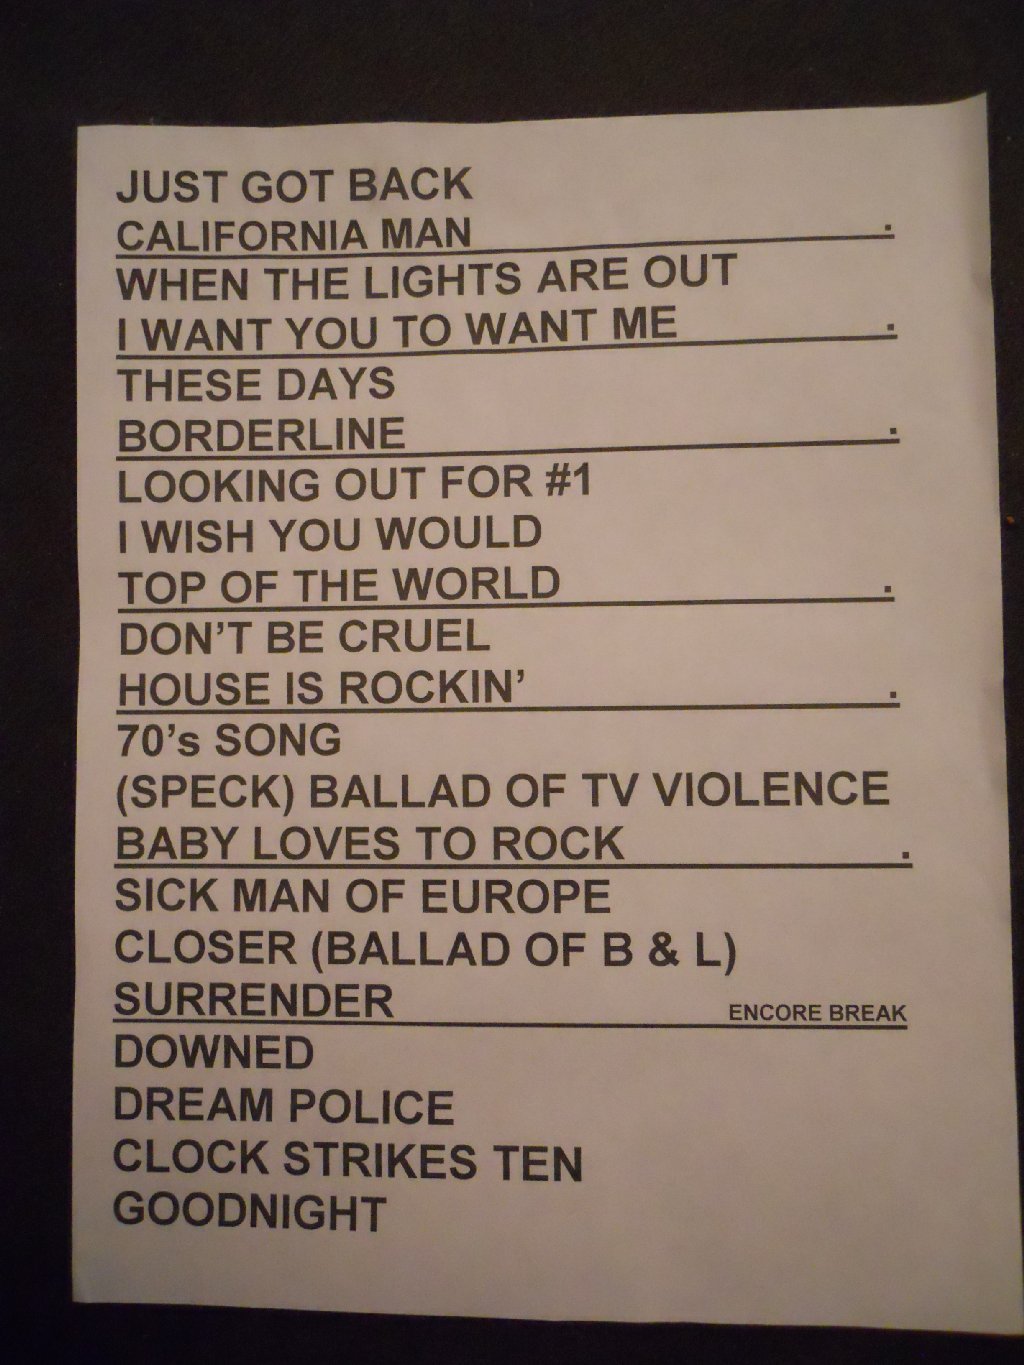 JUST GOT BACK
CALIFORNIA MAN .
WHEN THE LIGHTS ARE OUT
I WANT YOU TO WANT ME .
THESE DAYS
BORDERLINE .
LOOKING OUT FOR #1
I WISH YOU WOULD
TOP OF THE WORLD .
DON’T BE CRUEL
HOUSE IS ROCKIN’ .
70’s SONG
(SPECK) BALLAD OF TV VIOLENCE
BABY LOVES TO ROCK .
SICK MAN OF EUROPE
CLOSER (BALLAD OF B & L)
SURRENDER ENCORE BREAK
DOWNED
DREAM POLICE
CLOCK STRIKES TEN
GOODNIGHT